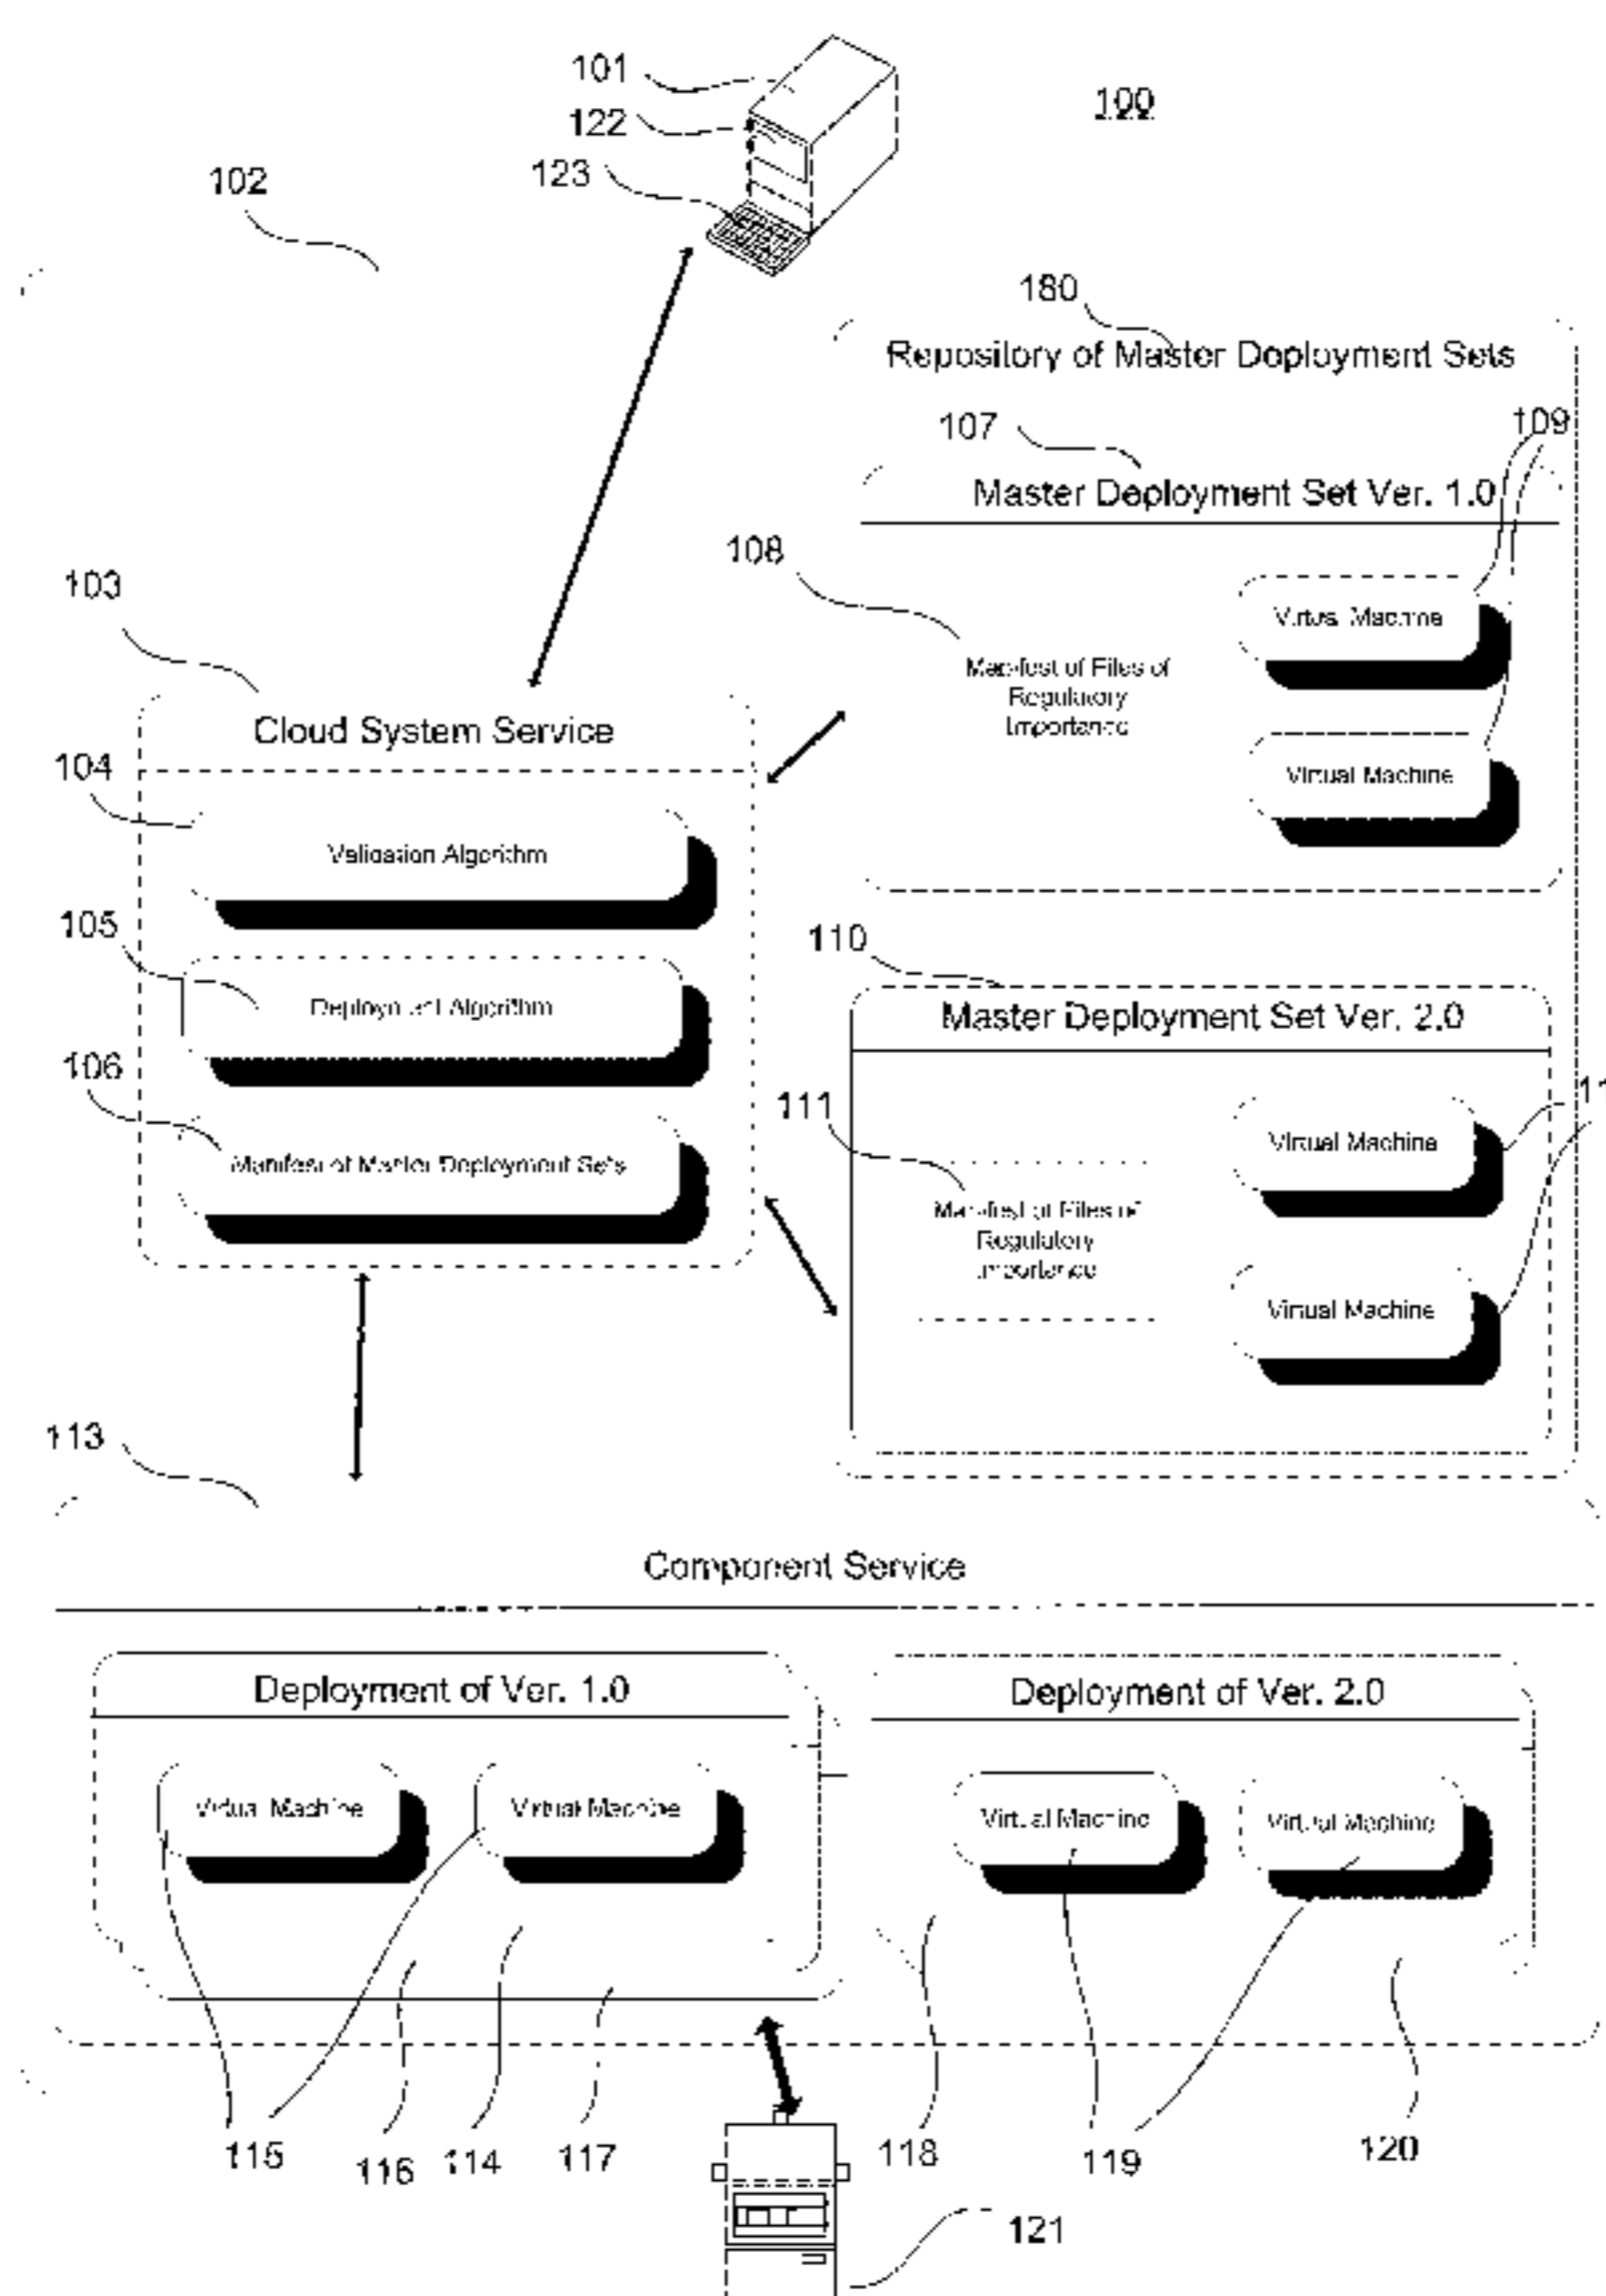 101
100
122
123
102
180
Repository of Master Deployment Sets
107
109
Master Deployment Set Ver. 1.0
108
103
Virtual Machine
Manifest of Files of
Regulatory
Importance
Cloud System Service
104
Virtual Machine
Validation Algorithm
105
110
Deployment Algorithm
Master Deployment Set Ver. 2.0
106
111
11
Virtual Machine
Manifest of Master Deployment Sets
Manifest of Files of
Regulatory
Importance
Virtual Machine
113
Component Service
Deployment of Ver. 1.0
Deployment of Ver. 2.0
Virtual Machine
Virtual Machine
Virtual Machine
Virtual Machine
115
116
114
117
118
119
120
121